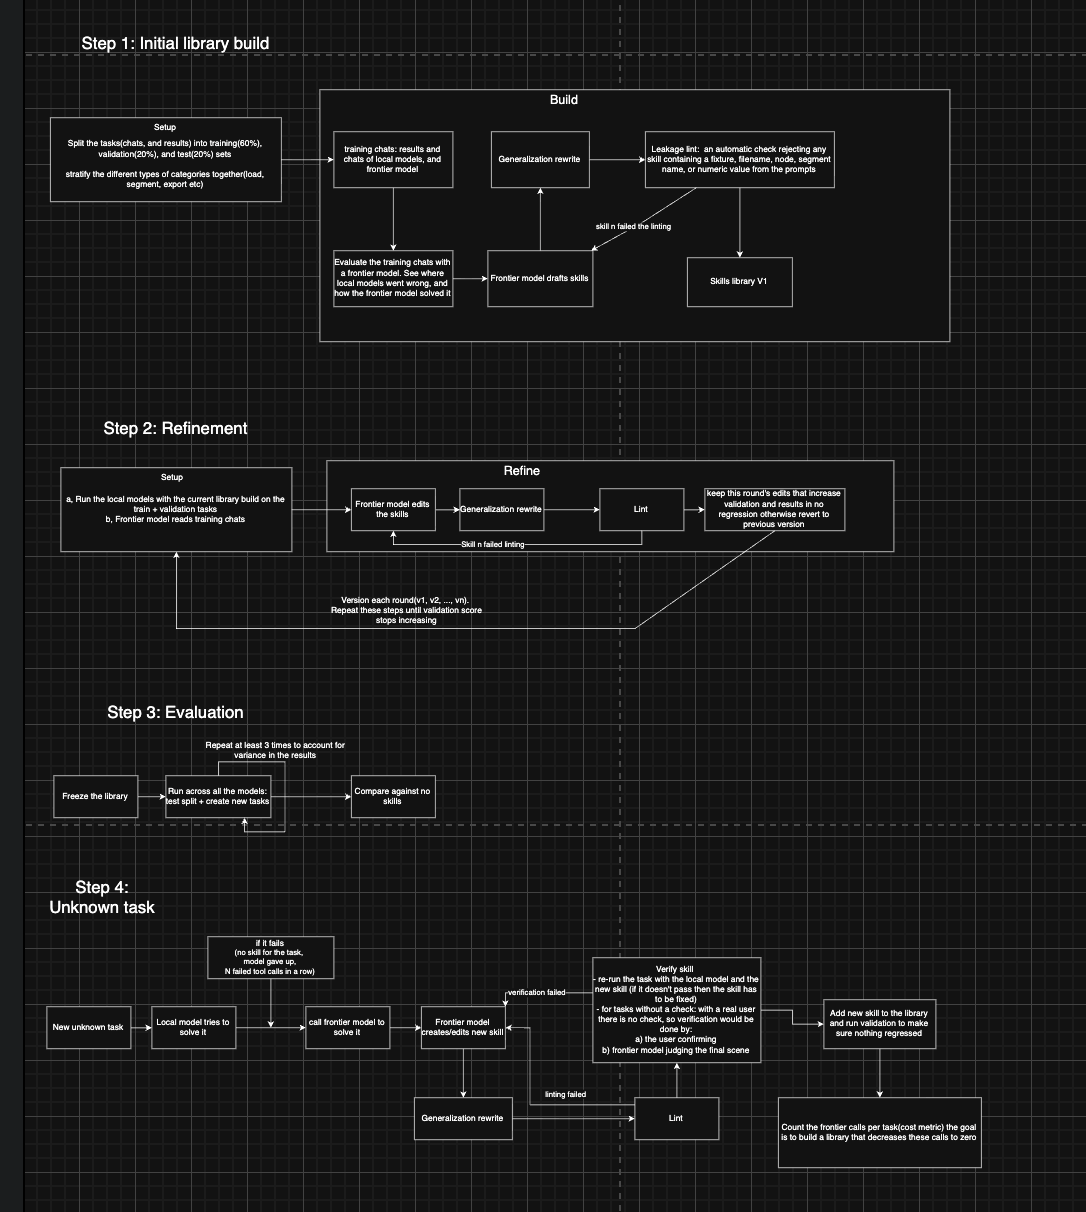 Step 1: Initial library build
Build
Setup
Split the tasks(chats, and results) into training(60%),
validation(20%), and test(20%) sets
stratify the different types of categories together(load,
segment, export etc)
training chats: results and
chats of local models, and
frontier model
Generalization rewrite
Leakage lint:  an automatic check rejecting any
skill containing a fixture, filename, node, segment
name, or numeric value from the prompts
skill n failed the linting
Evaluate the training chats with
a frontier model. See where
local models went wrong, and
how the frontier model solved it
Frontier model drafts skills
Skills library V1
Step 2: Refinement
Refine
Setup
a, Run the local models with the current library build on the
train + validation tasks
b, Frontier model reads training chats
Frontier model edits
the skills
Generalization rewrite
Lint
keep this round's edits that increase
validation and results in no
regression otherwise revert to
previous version
Skill n failed linting
Version each round(v1, v2, ..., vn).
Repeat these steps until validation score
stops increasing
Step 3: Evaluation
Repeat at least 3 times to account for
variance in the results
Freeze the library
Run across all the models:
test split + create new tasks
Compare against no
skills
Step 4:
Unknown task
if it fails
(no skill for the task,
model gave up,
N failed tool calls in a row)
New unknown task
Local model tries to
solve it
call frontier model to
solve it
verification failed
Frontier model
creates/edits new skill
Verify skill
- re-run the task with the local model and the
new skill (if it doesn't pass then the skill has
to be fixed)
- for tasks without a check: with a real user
there is no check, so verification would be
done by:
a) the user confirming
b) frontier model judging the final scene
Add new skill to the library
and run validation to make
sure nothing regressed
linting failed
Generalization rewrite
Lint
Count the frontier calls per task(cost metric) the goal
is to build a library that decreases these calls to zero